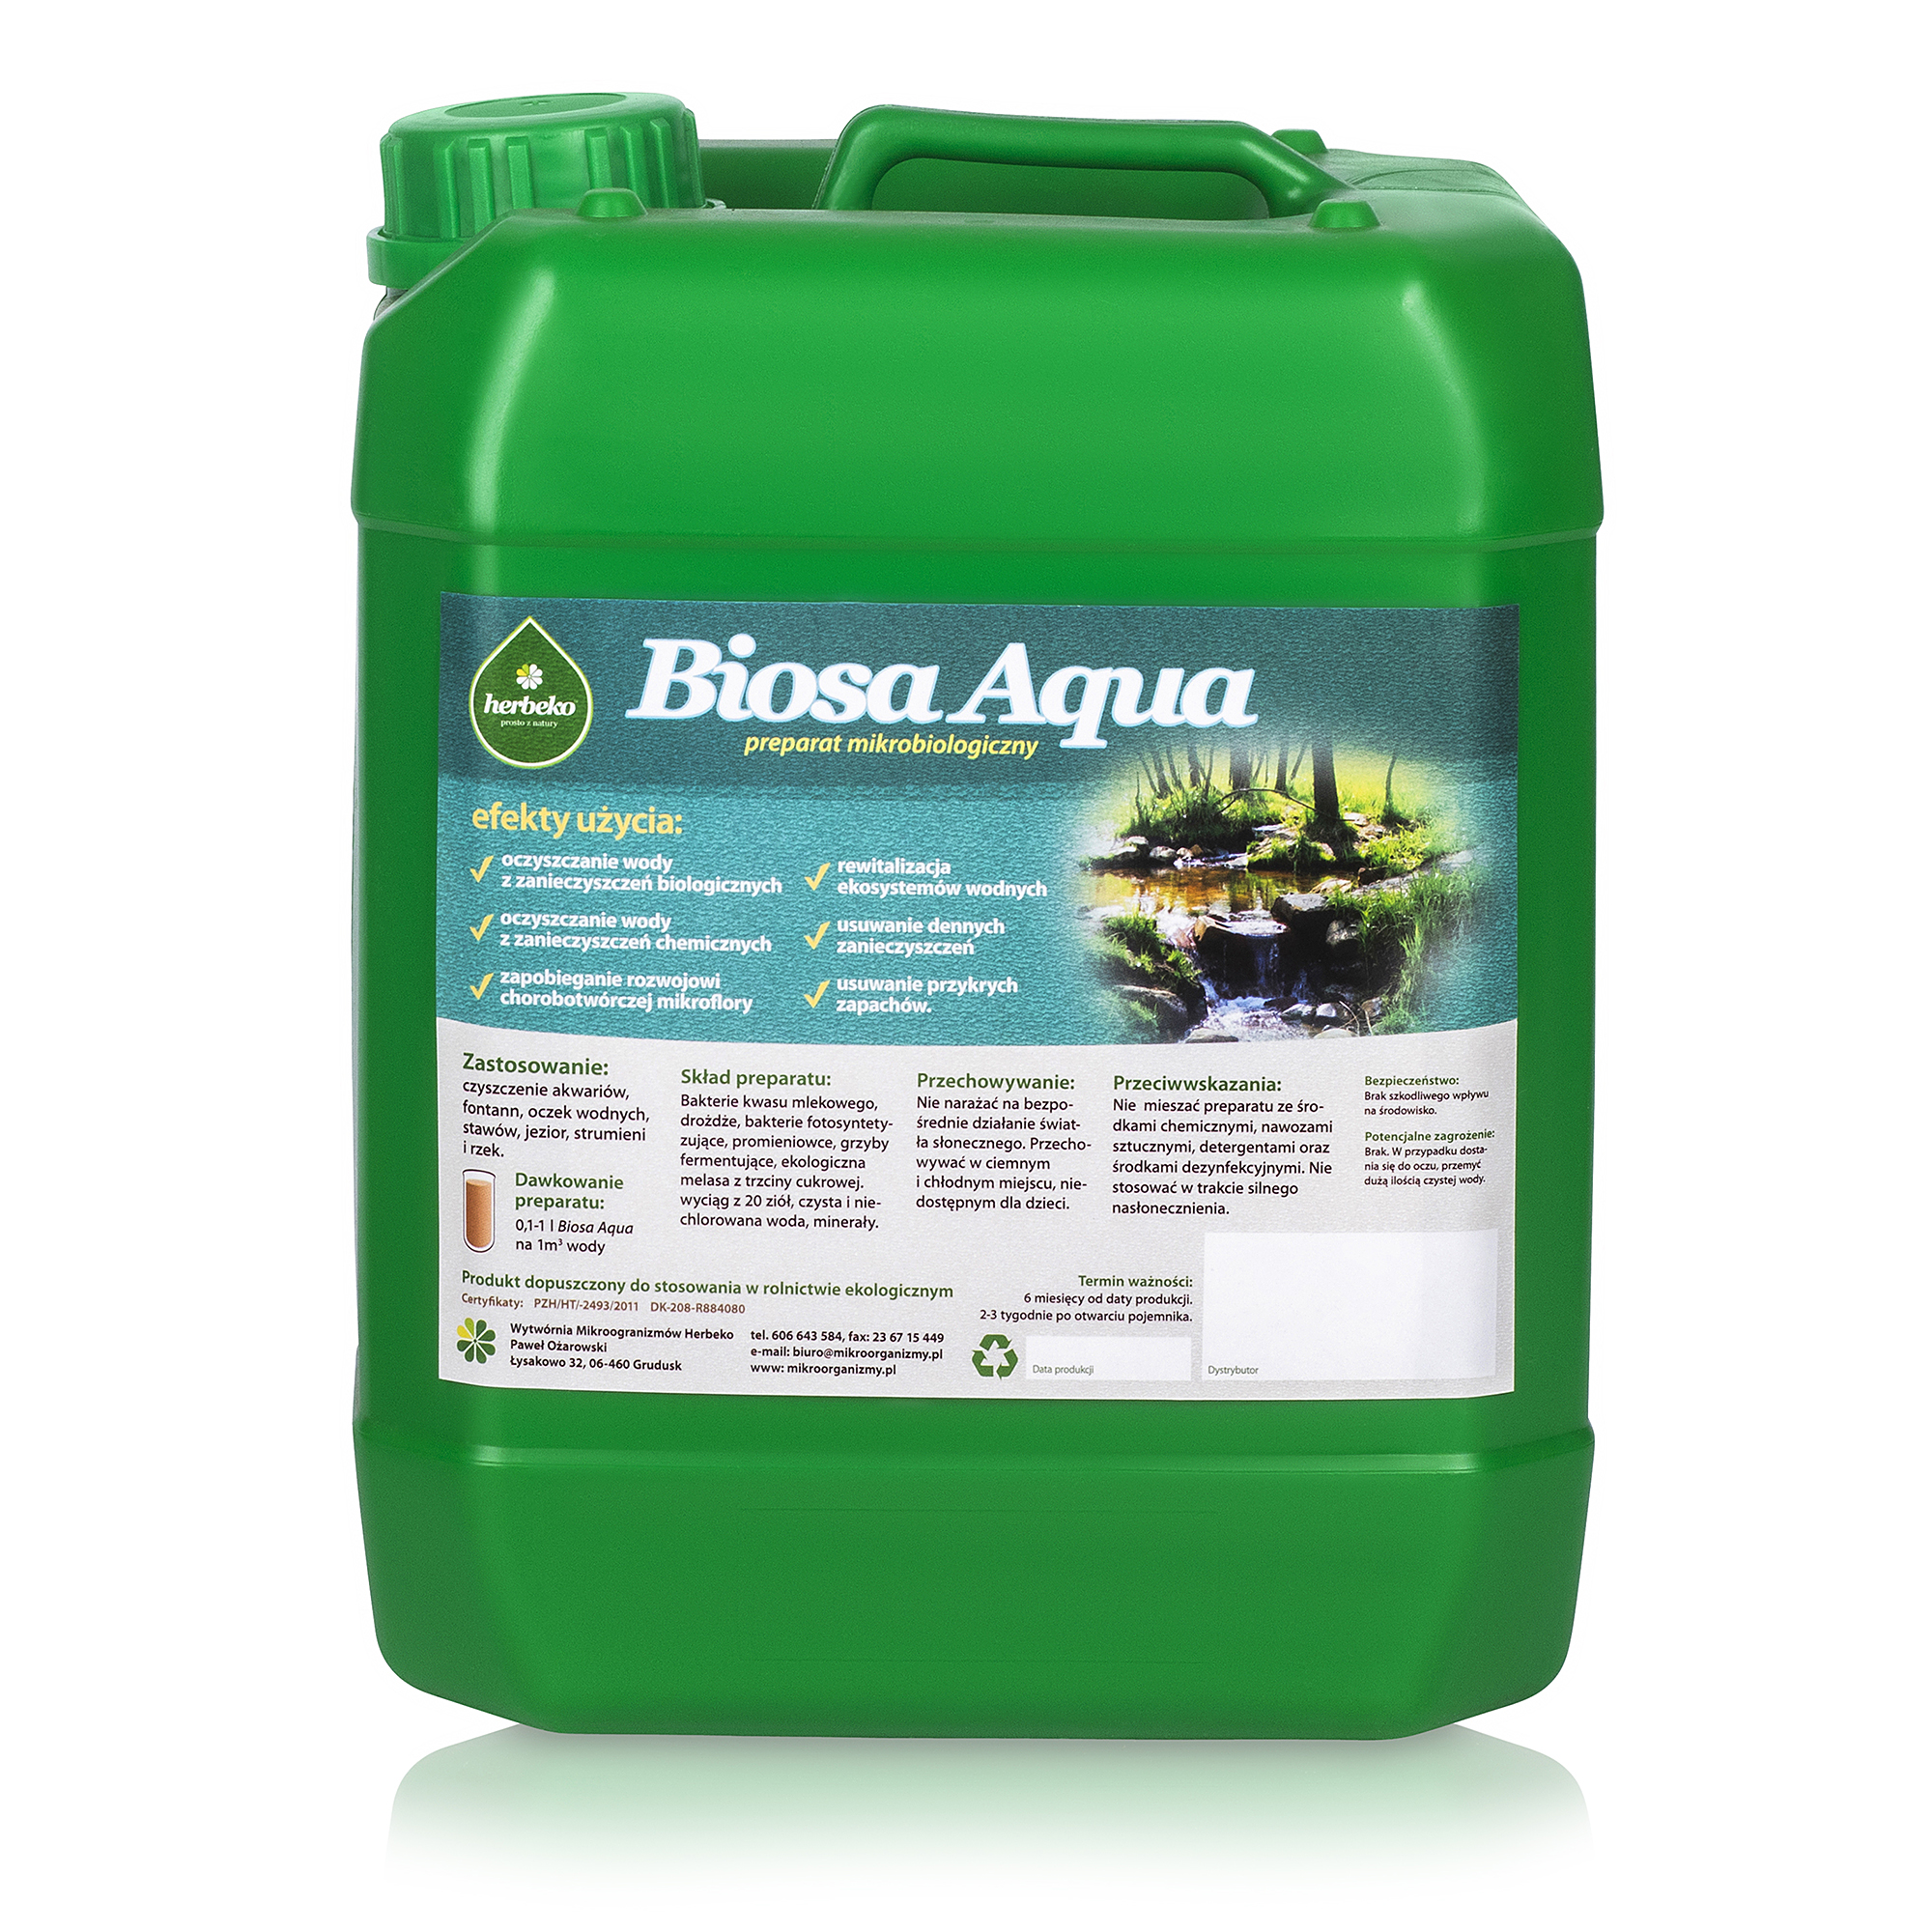 herbeko
prosto z natury
Biosa Aqua
preparat mikrobiologiczny
efekty użycia:
oczyszczanie wody
z zanieczyszczeń biologicznych
oczyszczanie wody
z zanieczyszczeń chemicznych
zapobieganie rozwojowi
chorobotwórczej mikroflory
rewitalizacja
ekosystemów wodnych
usuwanie dennych
zanieczyszczeń
usuwanie przykrych
zapachów.
Zastosowanie:
czyszczenie akwariów,
fontann, oczek wodnych,
stawów, jezior, strumieni
i rzek.
Dawkowanie
preparatu:
0,1-1 l Biosa Aqua
na 1m³ wody
Skład preparatu:
Bakterie kwasu mlekowego,
drożdże, bakterie fotosyntety-
zujące, promieniowce, grzyby
fermentujące, ekologiczna
melasa z trzciny cukrowej.
wyciąg z 20 ziół, czysta i nie-
chlorowana woda, minerały.
Przechowywanie:
Nie narażać na bezpo-
średnie działanie świat-
ła słonecznego. Przecho-
wywać w ciemnym
i chłodnym miejscu, nie-
dostępnym dla dzieci.
Przeciwwskazania:
Nie mieszać preparatu ze śro-
dkami chemicznymi, nawozami
sztucznymi, detergentami oraz
środkami dezynfekcyjnymi. Nie
stosować w trakcie silnego
nasłonecznienia.
Bezpieczeństwo:
Brak szkodliwego wpływu
na środowisko.
Potencjalne zagrożenie:
Brak. W przypadku dosta-
nia się do oczu, przemyć
dużą ilością czystej wody.
Produkt dopuszczony do stosowania w rolnictwie ekologicznym
Certyfikaty: PZH/HT/-2493/2011 DK-208-R884080
Wytwórnia Mikroogranizmów Herbeko
Paweł Ożarowski
Łysakowo 32, 06-460 Grudusk
tel. 606 643 584, fax: 23 67 15 449
e-mail: biuro@mikroorganizmy.pl
www: mikroorganizmy.pl
Termin ważności:
6 miesięcy od daty produkcji.
2-3 tygodnie po otwarciu pojemnika.
Data produkcji
Dystrybutor